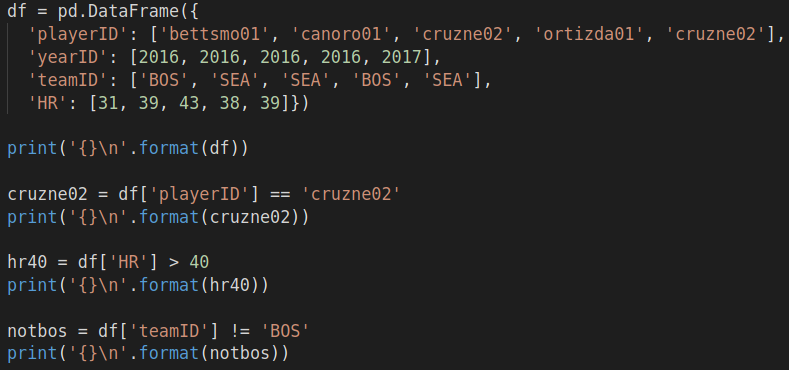 df = pd.DataFrame({
  'playerID': ['bettsmo01', 'canoro01', 'cruzne02', 'ortizda01', 'cruzne02'],
  'yearID': [2016, 2016, 2016, 2016, 2017],
  'teamID': ['BOS', 'SEA', 'SEA', 'BOS', 'SEA'],
  'HR': [31, 39, 43, 38, 39]})

print('{}\n'.format(df))

cruzne02 = df['playerID'] == 'cruzne02'
print('{}\n'.format(cruzne02))

hr40 = df['HR'] > 40
print('{}\n'.format(hr40))

notbos = df['teamID'] != 'BOS'
print('{}\n'.format(notbos))